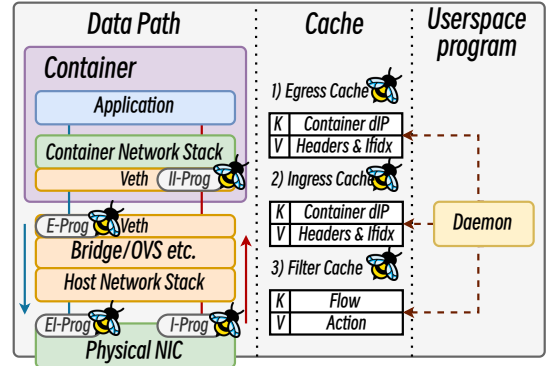 Data Path
Cache
Userspace
program
Container
Application
Container Network Stack
Veth II-Prog
E-Prog Veth
Bridge/OVS etc.
Host Network Stack
EI-Prog I-Prog
Physical NIC
1) Egress Cache
K Container dIP
V Headers & Ifidx
2) Ingress Cache
K Container dIP
V Headers & Ifidx
3) Filter Cache
K Flow
V Action
Daemon